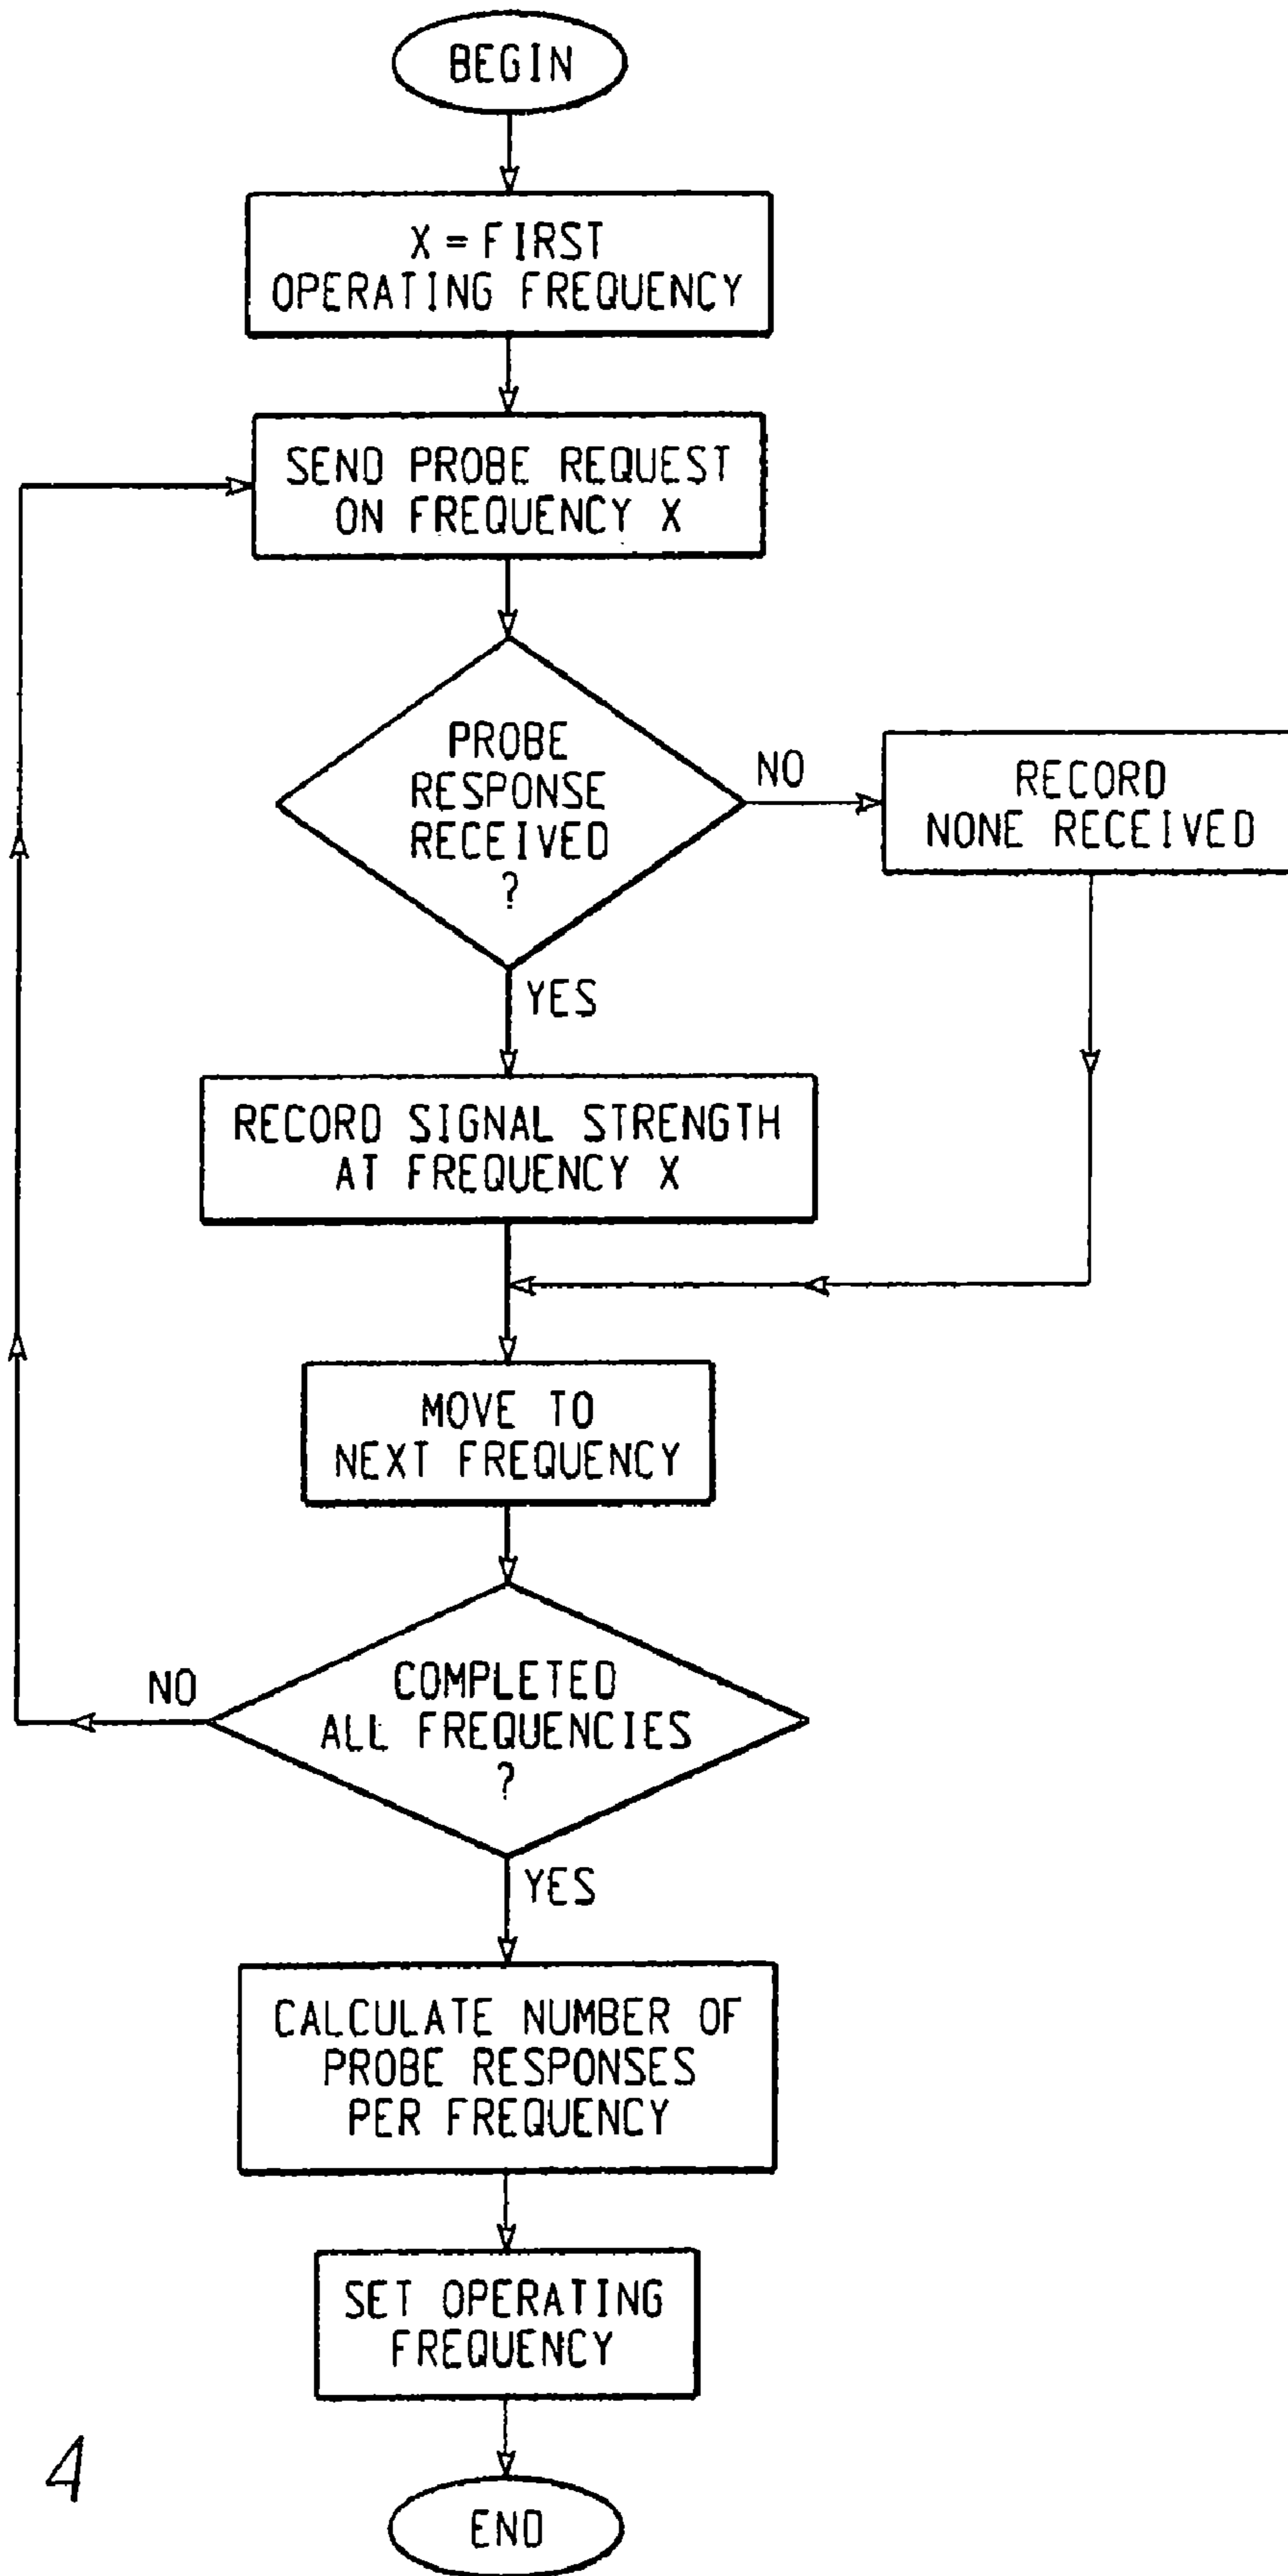 BEGIN
X = FIRST
OPERATING FREQUENCY
SEND PROBE REQUEST
ON FREQUENCY X
PROBE
RESPONSE
RECEIVED
?
NO
RECORD
NONE RECEIVED
YES
RECORD SIGNAL STRENGTH
AT FREQUENCY X
MOVE TO
NEXT FREQUENCY
COMPLETED
ALL FREQUENCIES
?
NO
YES
CALCULATE NUMBER OF
PROBE RESPONSES
PER FREQUENCY
SET OPERATING
FREQUENCY
4
END